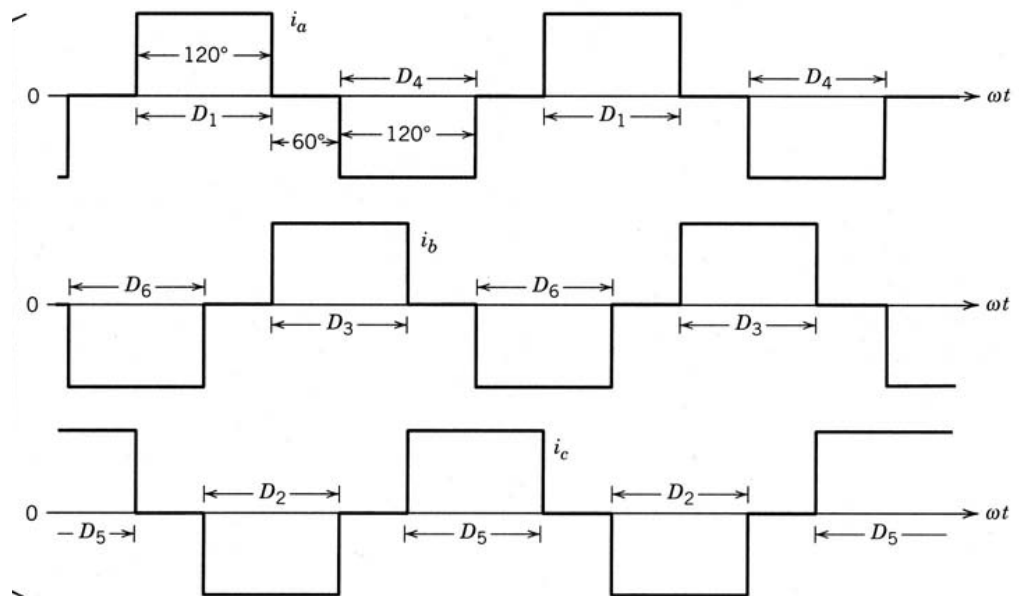 i_a
120°
D_4
D_4
0
ωt
D_1
D_1
60°
120°
i_b
D_6
D_6
0
ωt
D_3
D_3
i_c
D_2
D_2
0
ωt
D_5
D_5
D_5